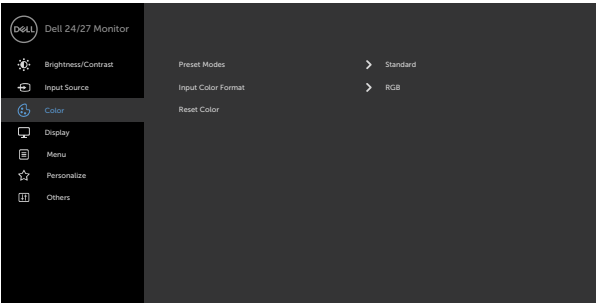 DELL Dell 24/27 Monitor
Brightness/Contrast
Input Source
Color
Display
Menu
Personalize
Others
Preset Modes Standard
Input Color Format RGB
Reset Color